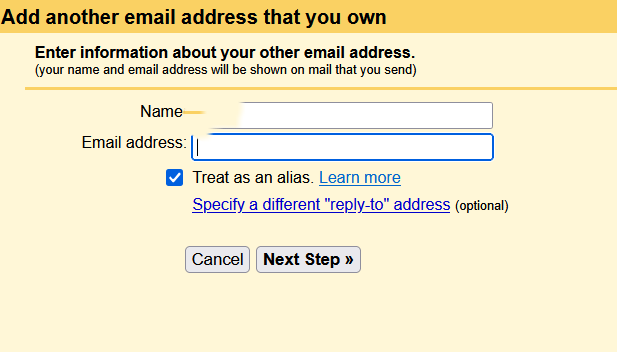 Add another email address that you own
Enter information about your other email address.
(your name and email address will be shown on mail that you send)
Name
Email address:
Treat as an alias. Learn more
Specify a different "reply-to" address (optional)
Cancel Next Step »